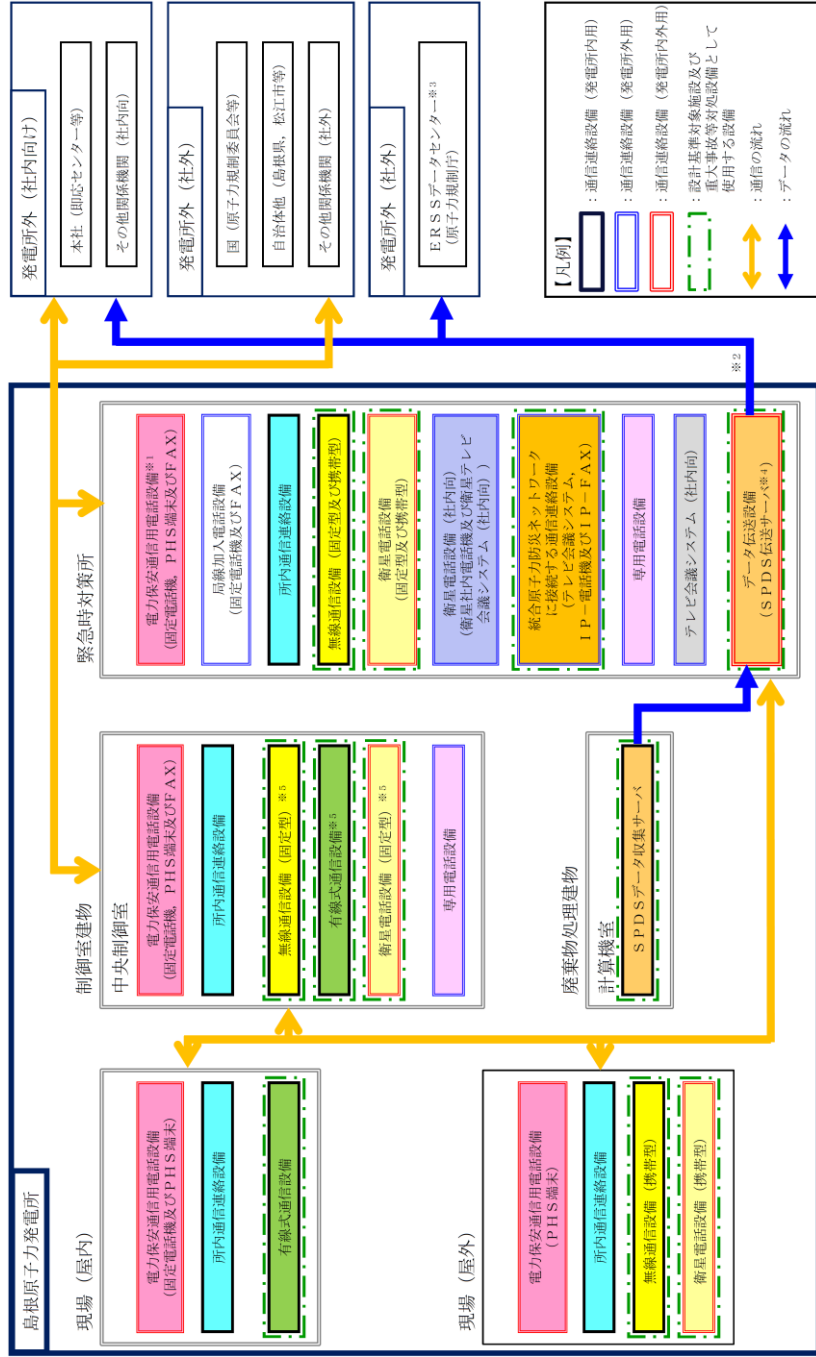 島根原子力発電所
現場（屋内）
電力保安通信用電話設備
（固定電話機及びＰＨＳ端末）
所内通信連絡設備
有線式通信設備
現場（屋外）
電力保安通信用電話設備
（ＰＨＳ端末）
所内通信連絡設備
無線通信設備（携帯型）
衛星電話設備（携帯型）
制御室建物
中央制御室
電力保安通信用電話設備
（固定電話機，ＰＨＳ端末及びＦＡＸ）
所内通信連絡設備
無線通信設備（固定型）※５
有線式通信設備※５
衛星電話設備（固定型）※５
専用電話設備
廃棄物処理建物
計算機室
ＳＰＤＳデータ収集サーバ
緊急時対策所
電力保安通信用電話設備※１
（固定電話機，ＰＨＳ端末及びＦＡＸ）
局線加入電話設備
（固定電話機及びＦＡＸ）
所内通信連絡設備
無線通信設備（固定型及び携帯型）
衛星電話設備
（固定型及び携帯型）
衛星電話設備（社内向）
（衛星社内電話機及び衛星テレビ
会議システム（社内向））
統合原子力防災ネットワーク
に接続する通信連絡設備
（テレビ会議システム，
ＩＰ－電話機及びＩＰ－ＦＡＸ）
専用電話設備
テレビ会議システム（社内向）
データ伝送設備
（ＳＰＤＳ伝送サーバ※４）
※２
発電所外（社内向け）
本社（即応センター等）
その他関係機関（社内向）
発電所外（社外）
国（原子力規制委員会等）
自治体他（島根県，松江市等）
その他関係機関（社外）
発電所外（社外）
ＥＲＳＳデータセンター※３
（原子力規制庁）
【凡例】
：通信連絡設備（発電所内用）
：通信連絡設備（発電所外用）
：通信連絡設備（発電所内外用）
：設計基準対象施設及び
重大事故等対処設備として
使用する設備
：通信の流れ
：データの流れ